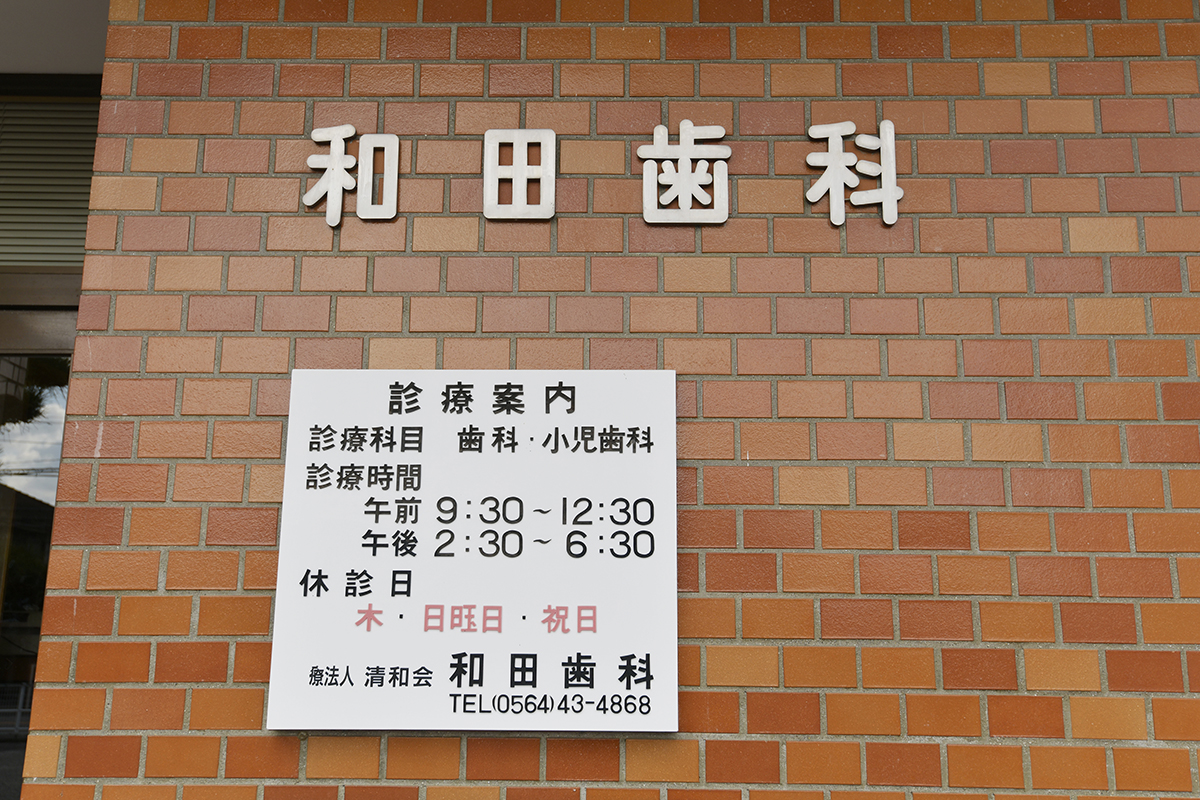 和田歯科
診療案内
診療科目 歯科・小児歯科
診療時間
午前 9:30～12:30
午後 2:30～6:30
休診日
木・日旺日・祝日
療法人 清和会 和田歯科
TEL(0564)43-4868